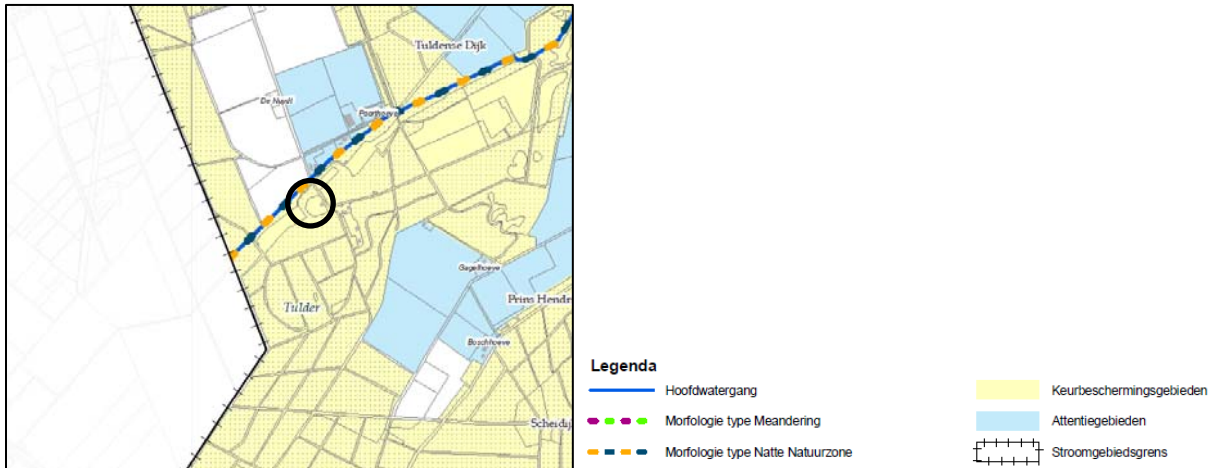 Tuldense Dijk
De Nieuft
Poorthoeve
Gagelhoeve
Tulder
Prins Hendr
Boschhoeve
Scheidij
Legenda
Hoofdwatergang
Morfologie type Meandering
Morfologie type Natte Natuurzone
Keurbeschermingsgebieden
Attentiegebieden
Stroomgebiedsgrens